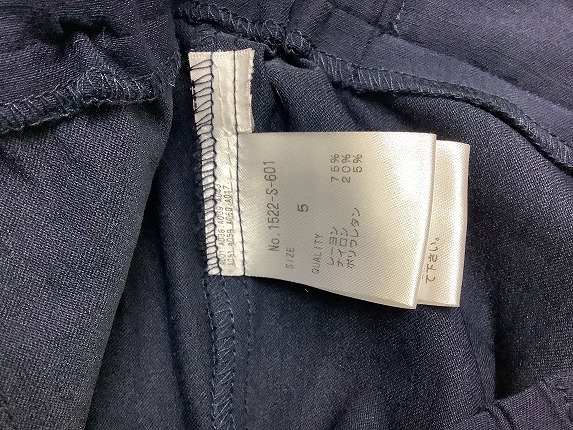 No.1522-S-601
SIZE 5
QUALITY
レーヨン 75%
ナイロン 20%
ポリウレタン 5%
て下さい。